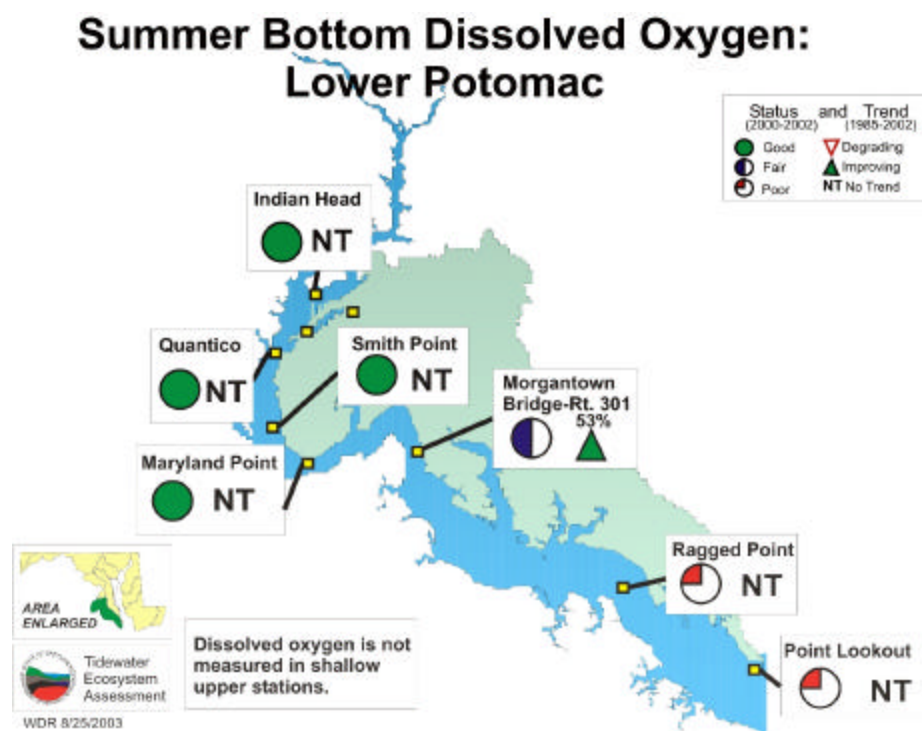 Summer Bottom Dissolved Oxygen:
Lower Potomac
Status and Trend
(2000-2002) (1985-2002)
Good Degrading
Fair Improving
Poor NT No Trend
Indian Head
NT
Quantico
NT
Smith Point
NT
Morgantown
Bridge-Rt. 301
53%
Maryland Point
NT
Ragged Point
NT
Point Lookout
NT
AREA
ENLARGED
Dissolved oxygen is not
measured in shallow
upper stations.
Tidewater
Ecosystem
Assessment
WDR 8/25/2003